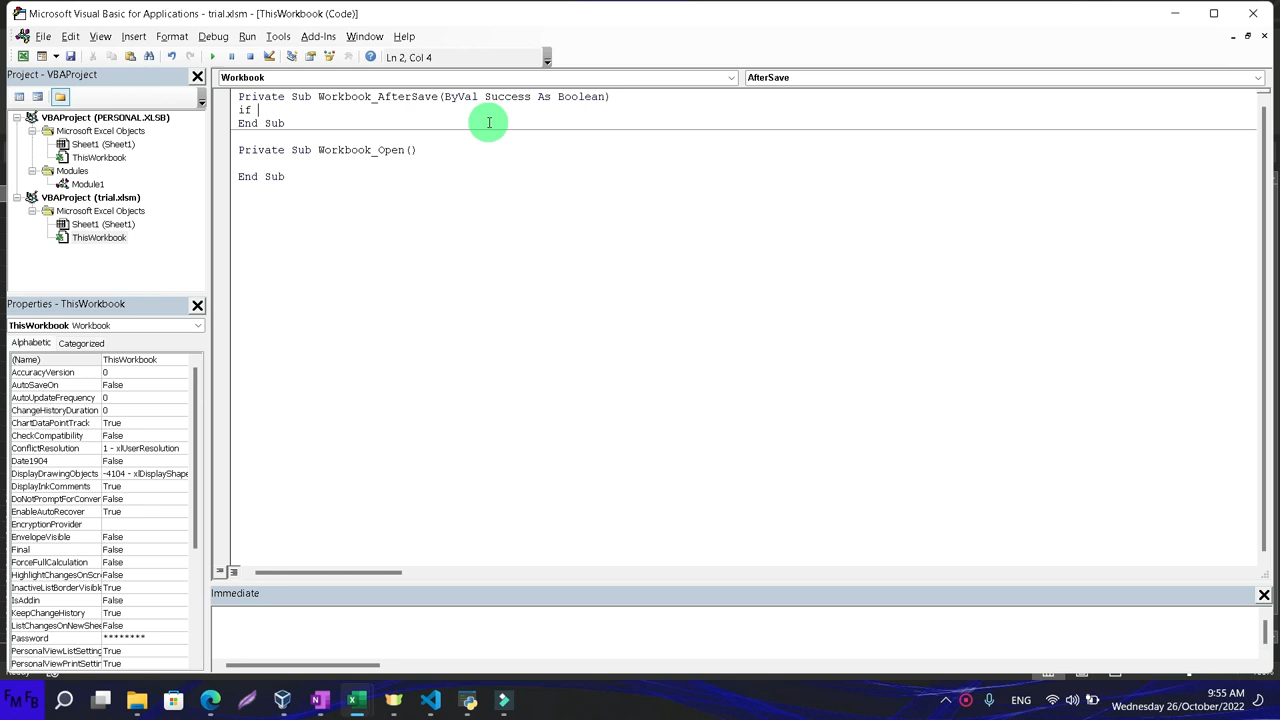 Microsoft Visual Basic for Applications - trial.xlsm - [ThisWorkbook (Code)]
File Edit View Insert Format Debug Run Tools Add-Ins Window Help
Ln 2, Col 4
Project - VBAProject
VBAProject (PERSONAL.XLSB)
Microsoft Excel Objects
Sheet1 (Sheet1)
ThisWorkbook
Modules
Module1
VBAProject (trial.xlsm)
Microsoft Excel Objects
Sheet1 (Sheet1)
ThisWorkbook
Properties - ThisWorkbook
ThisWorkbook Workbook
Alphabetic Categorized
(Name) ThisWorkbook
AccuracyVersion 0
AutoSaveOn False
AutoUpdateFrequency 0
ChangeHistoryDuration 0
ChartDataPointTrack True
CheckCompatibility False
ConflictResolution 1 - xlUserResolution
Date1904 False
DisplayDrawingObjects -4104 - xlDisplayShape
DisplayInkComments True
DoNotPromptForConver False
EnableAutoRecover True
EncryptionProvider
EnvelopeVisible False
Final False
ForceFullCalculation False
HighlightChangesOnScr False
InactiveListBorderVisible True
IsAddin False
KeepChangeHistory True
ListChangesOnNewShee False
Password ********
PersonalViewListSetting True
PersonalViewPrintSettir True
Workbook AfterSave
Private Sub Workbook_AfterSave(ByVal Success As Boolean)
if
End Sub
Private Sub Workbook_Open()
End Sub
Immediate
FM FB
ENG
9:55 AM
Wednesday 26/October/2022